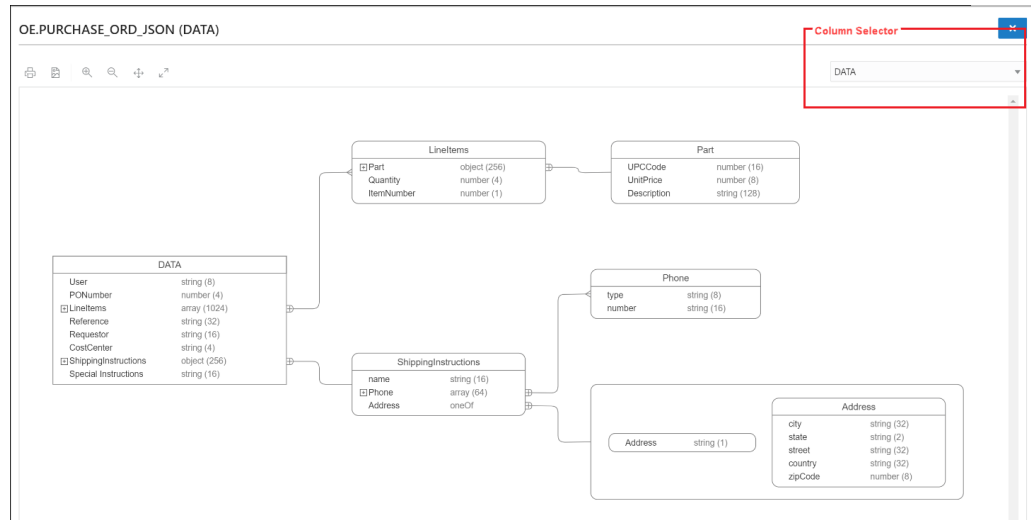 OE.PURCHASE_ORD_JSON (DATA)
Column Selector
DATA
LineItems
Part object (256)
Quantity number (4)
ItemNumber number (1)
Part
UPCCode number (16)
UnitPrice number (8)
Description string (128)
DATA
User string (8)
PONumber number (4)
LineItems array (1024)
Reference string (32)
Requestor string (16)
CostCenter string (4)
ShippingInstructions object (256)
Special Instructions string (16)
Phone
type string (8)
number string (16)
ShippingInstructions
name string (16)
Phone array (64)
Address oneOf
Address string (1)
Address
city string (32)
state string (2)
street string (32)
country string (32)
zipCode number (8)